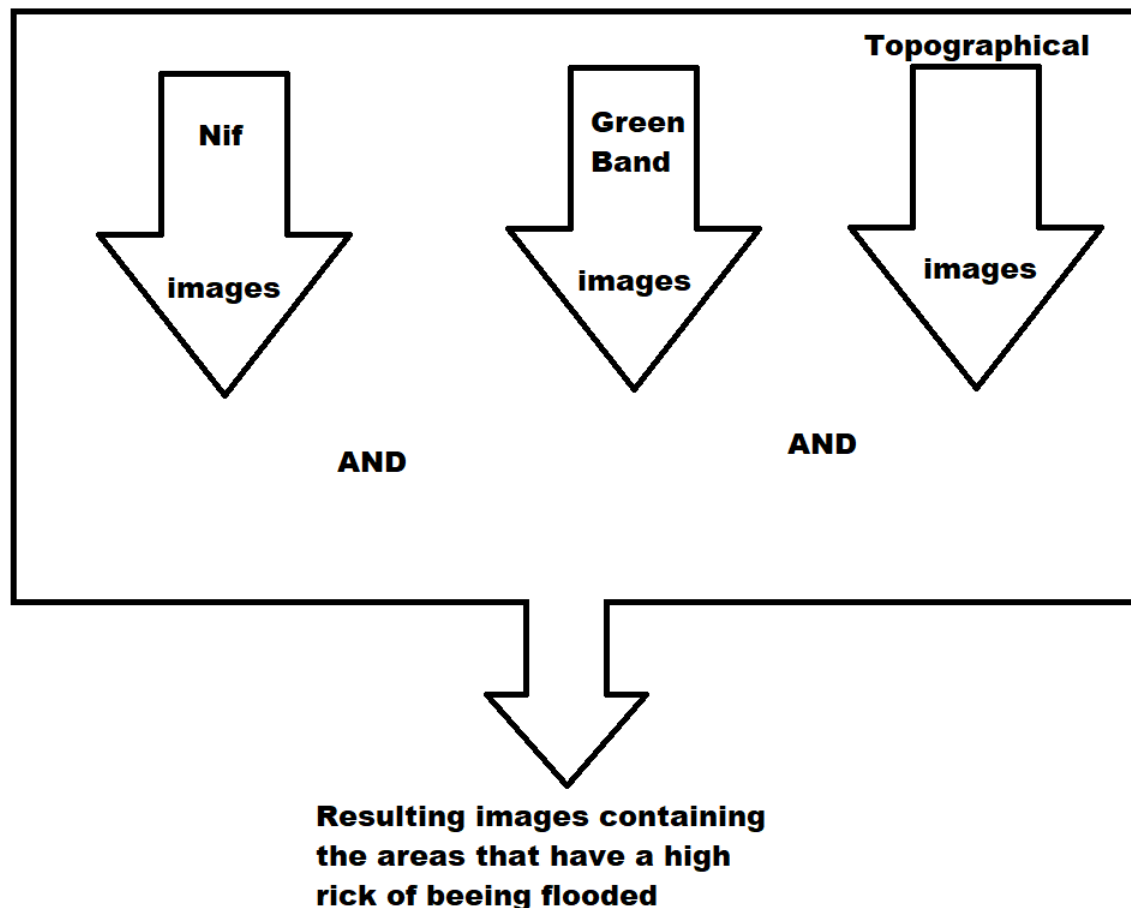 Topographical
Nif
Green
Band
images
images
images
AND
AND
Resulting images containing
the areas that have a high
rick of beeing flooded